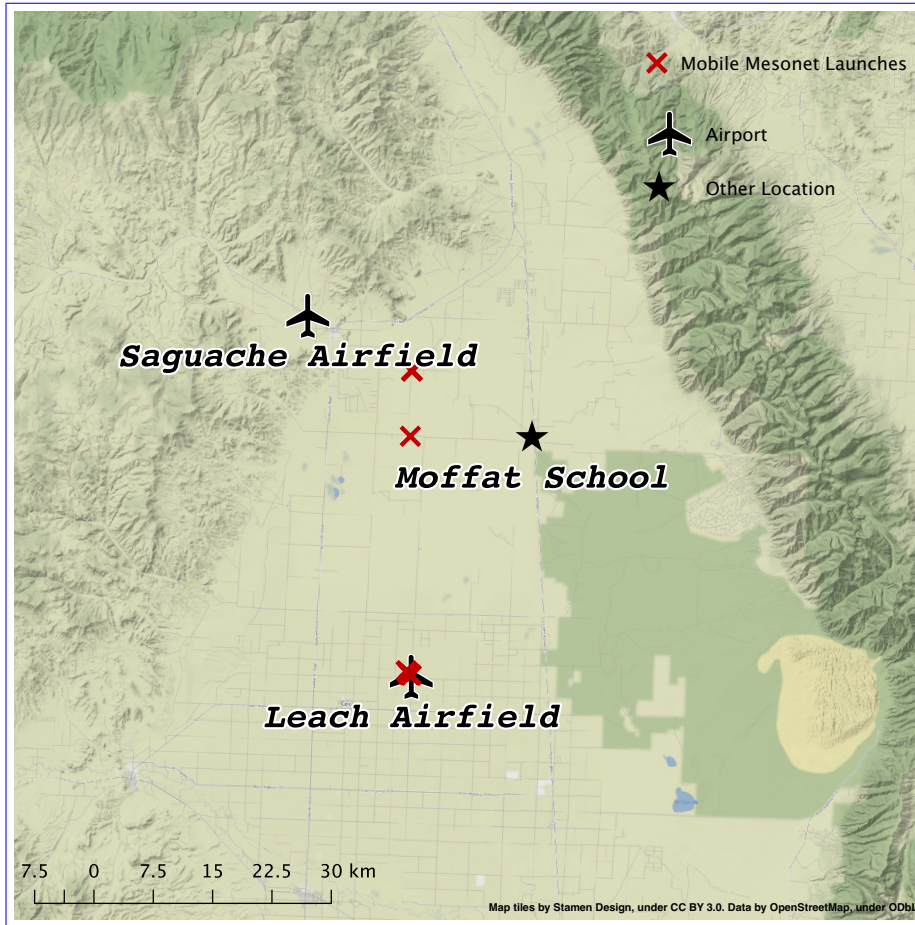 Mobile Mesonet Launches
Airport
Other Location
Saguache Airfield
Moffat School
Leach Airfield
7.5 0 7.5 15 22.5 30 km
Map tiles by Stamen Design, under CC BY 3.0. Data by OpenStreetMap, under ODbL